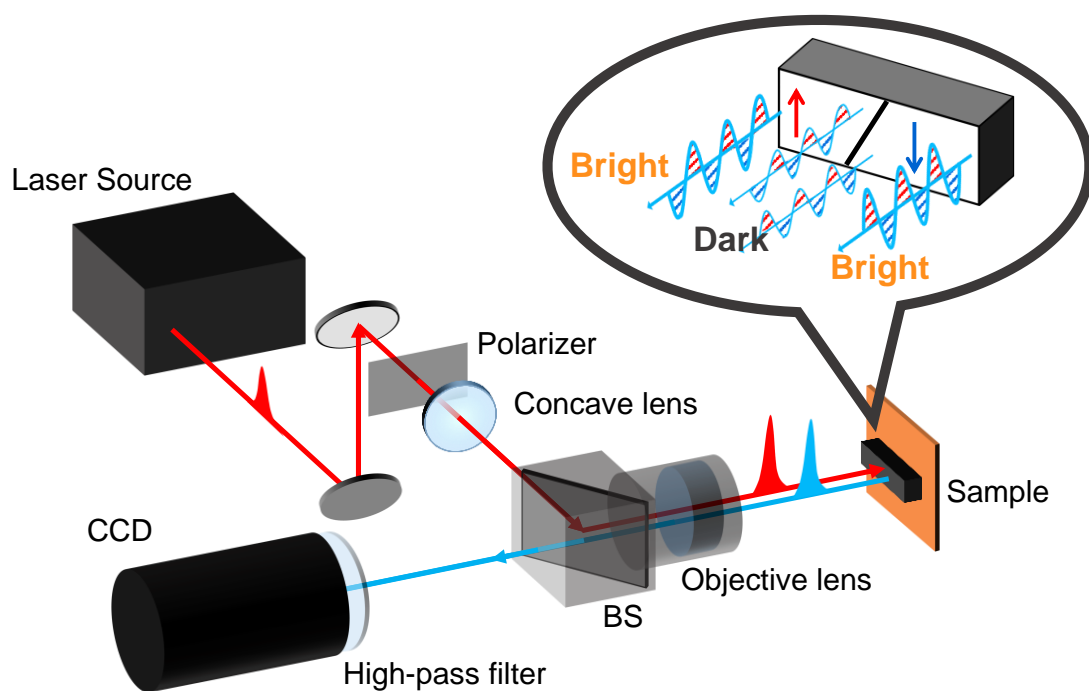 Bright
Dark
Bright
Laser Source
Polarizer
Concave lens
Sample
CCD
Objective lens
BS
High-pass filter